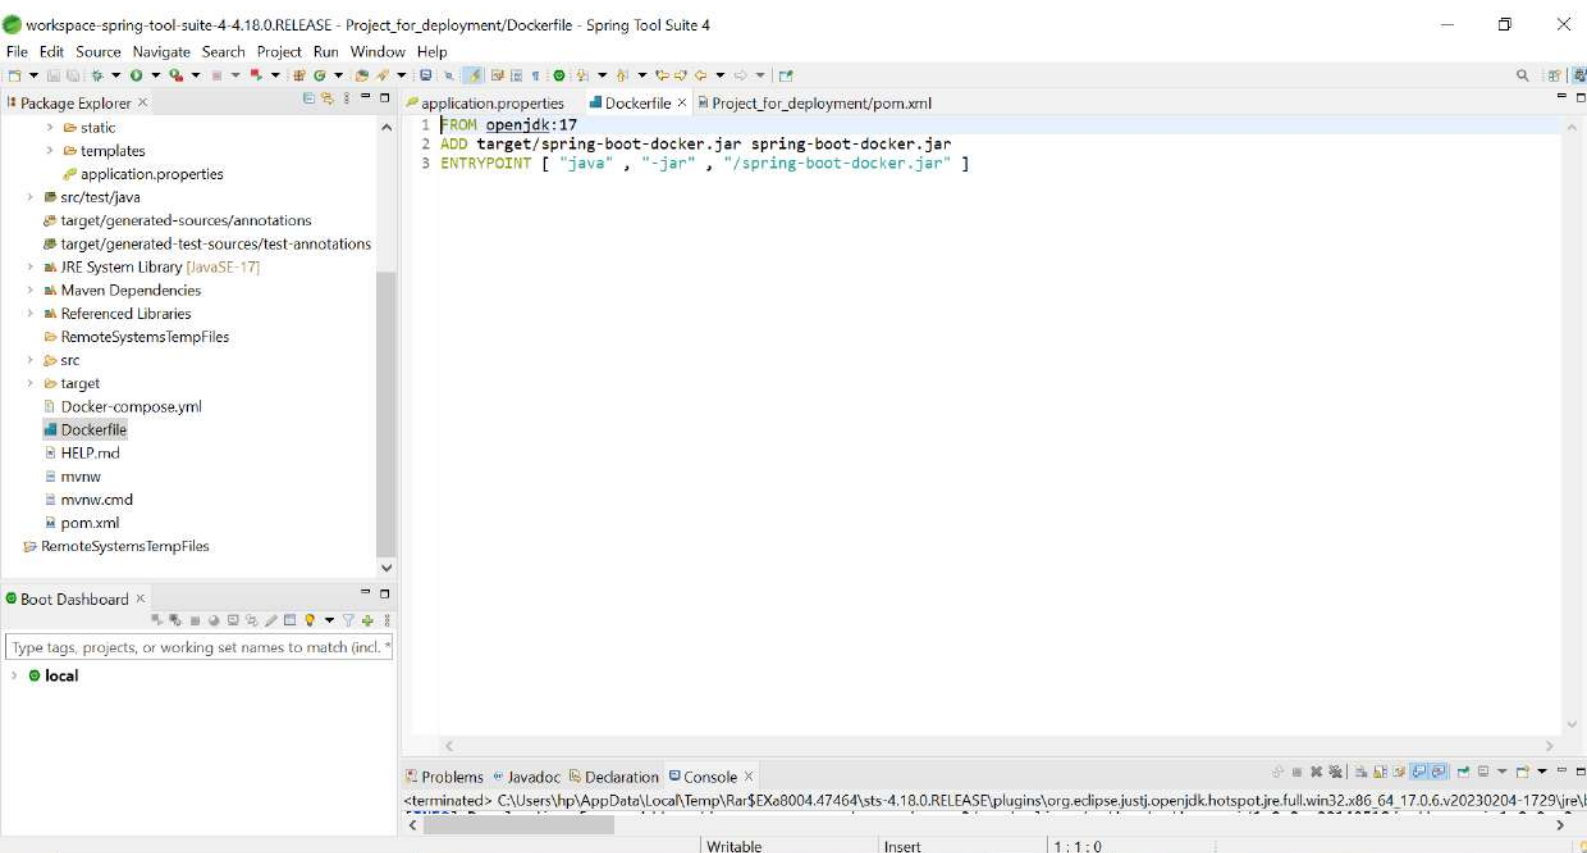 workspace-spring-tool-suite-4-4.18.0.RELEASE - Project_for_deployment/Dockerfile - Spring Tool Suite 4
File Edit Source Navigate Search Project Run Window Help
Package Explorer
static
templates
application.properties
src/test/java
target/generated-sources/annotations
target/generated-test-sources/test-annotations
JRE System Library [JavaSE-17]
Maven Dependencies
Referenced Libraries
RemoteSystemsTempFiles
src
target
Docker-compose.yml
Dockerfile
HELP.md
mvnw
mvnw.cmd
pom.xml
RemoteSystemsTempFiles
Boot Dashboard
Type tags, projects, or working set names to match (incl. *
local
application.properties Dockerfile Project_for_deployment/pom.xml
1 FROM openjdk:17
2 ADD target/spring-boot-docker.jar spring-boot-docker.jar
3 ENTRYPOINT [ "java" , "-jar" , "/spring-boot-docker.jar" ]
Problems Javadoc Declaration Console
<terminated> C:\Users\hp\AppData\Local\Temp\Rar$EXa8004.47464\sts-4.18.0.RELEASE\plugins\org.eclipse.justj.openjdk.hotspot.jre.full.win32.x86_64_17.0.6.v20230204-1729\jre\b
Writable Insert 1 : 1 : 0